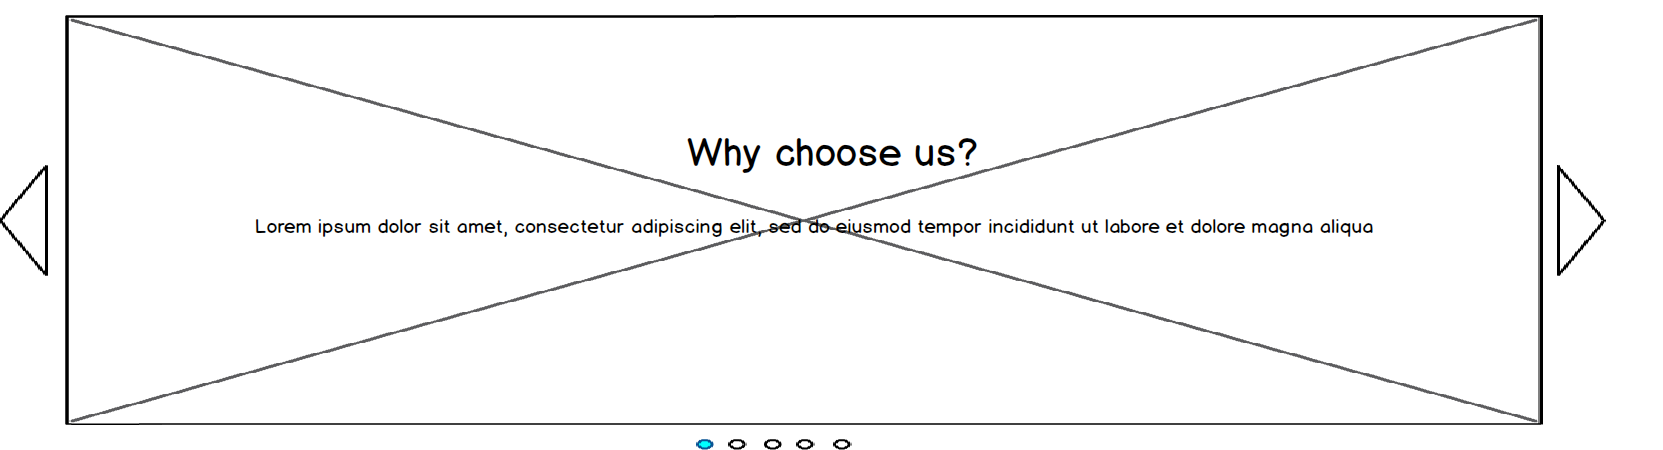 Why choose us?
Lorem ipsum dolor sit amet, consectetur adipiscing elit, sed do eiusmod tempor incididunt ut labore et dolore magna aliqua